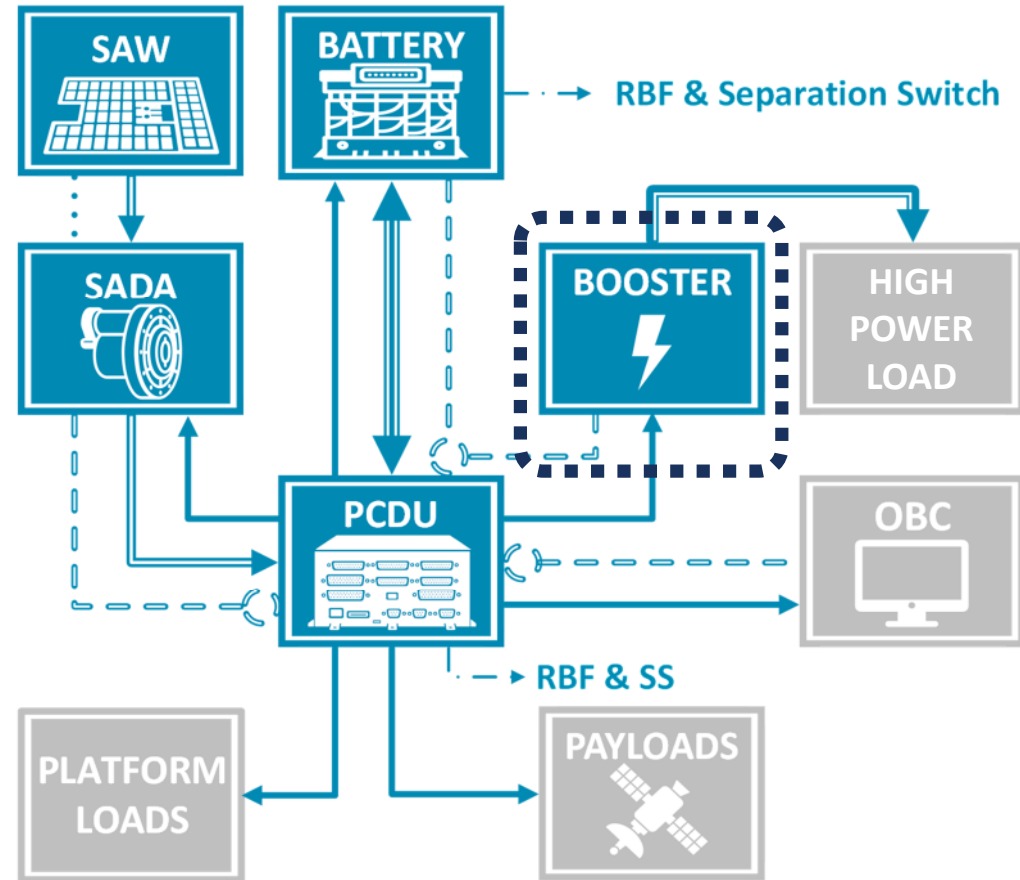 SAW
BATTERY
RBF & Separation Switch
SADA
BOOSTER
HIGH
POWER
LOAD
PCDU
OBC
RBF & SS
PLATFORM
LOADS
PAYLOADS